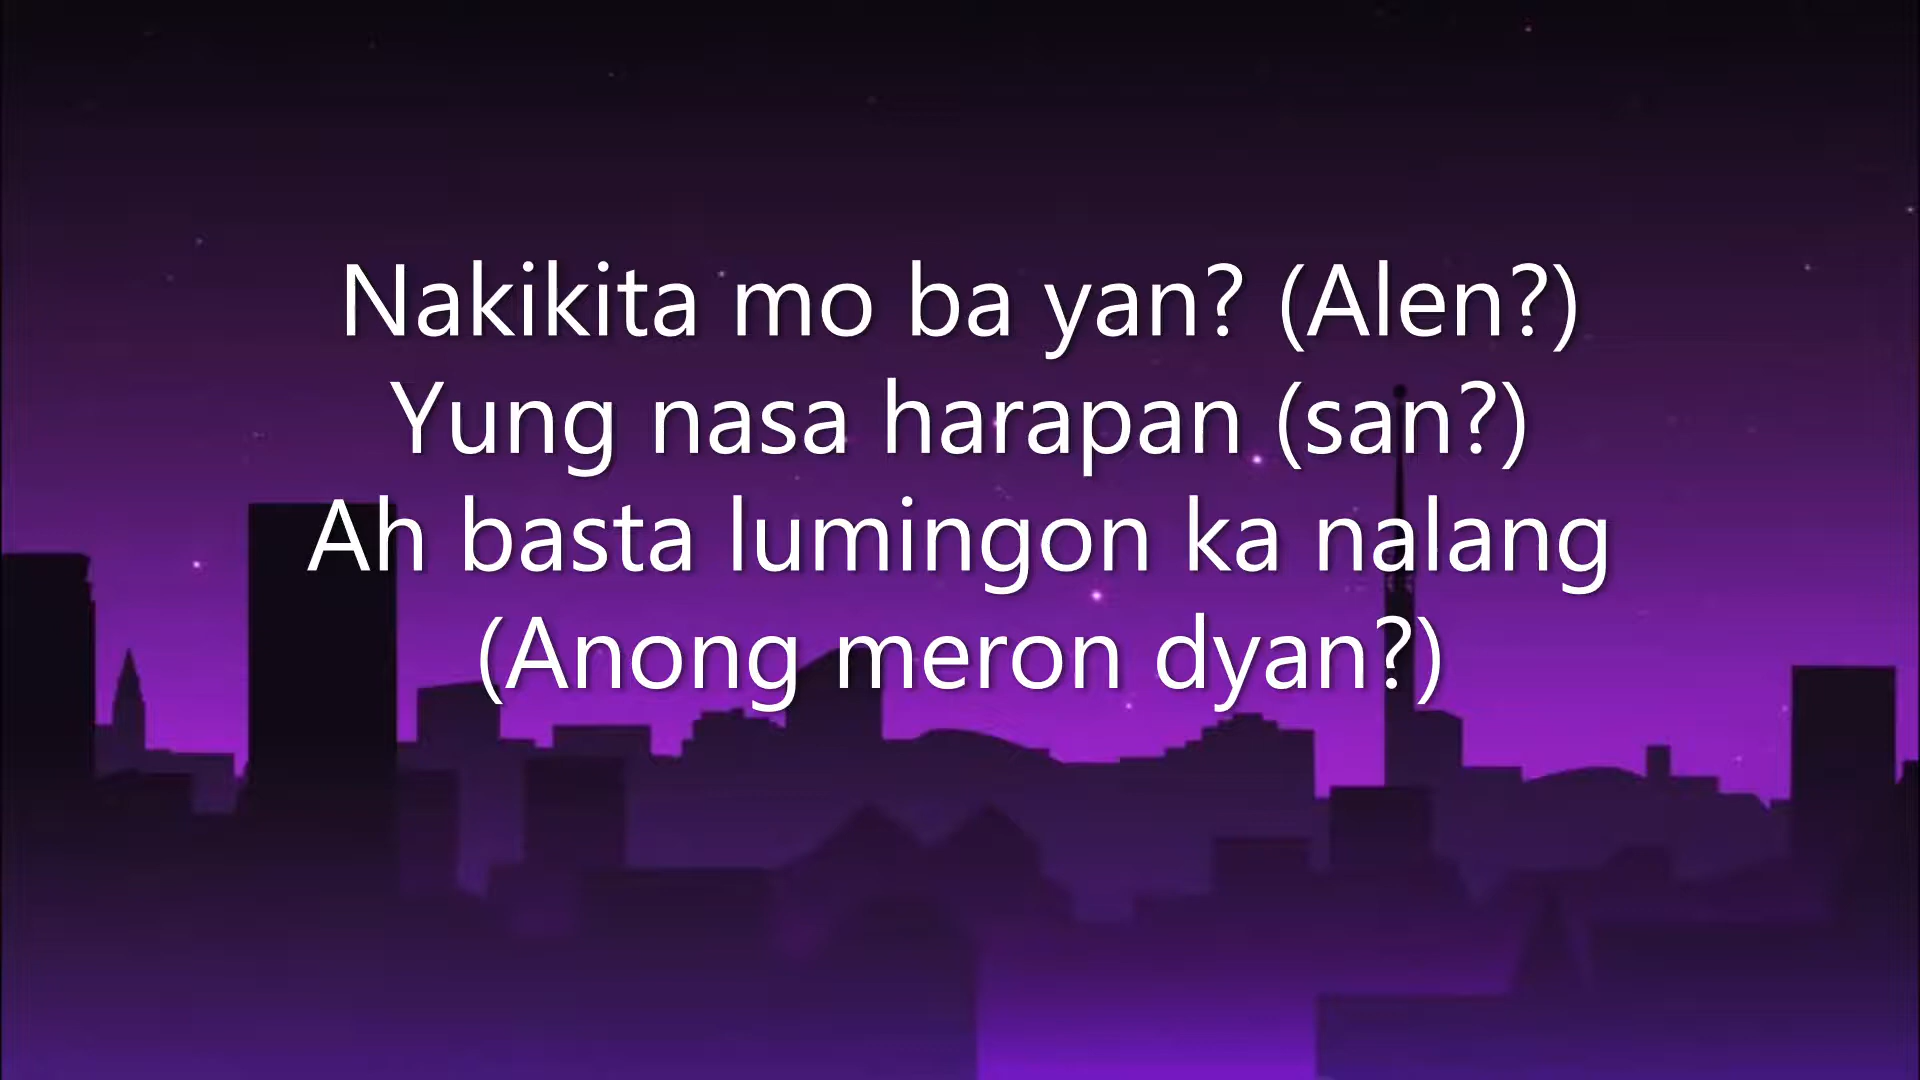 Nakikita mo ba yan? (Alen?)
Yung nasa harapan (san?)
Ah basta lumingon ka nalang
(Anong meron dyan?)